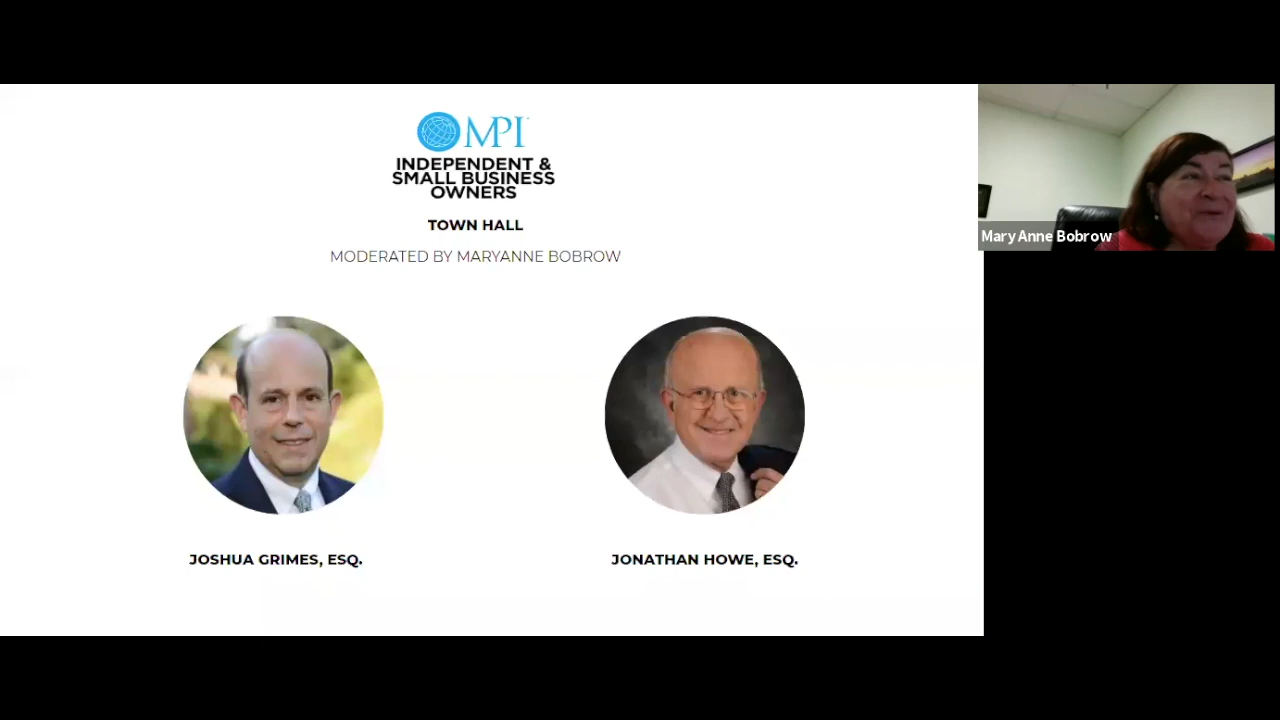 MPI
INDEPENDENT &
SMALL BUSINESS
OWNERS
TOWN HALL
MODERATED BY MARYANNE BOBROW
Mary Anne Bobrow
JOSHUA GRIMES, ESQ.
JONATHAN HOWE, ESQ.